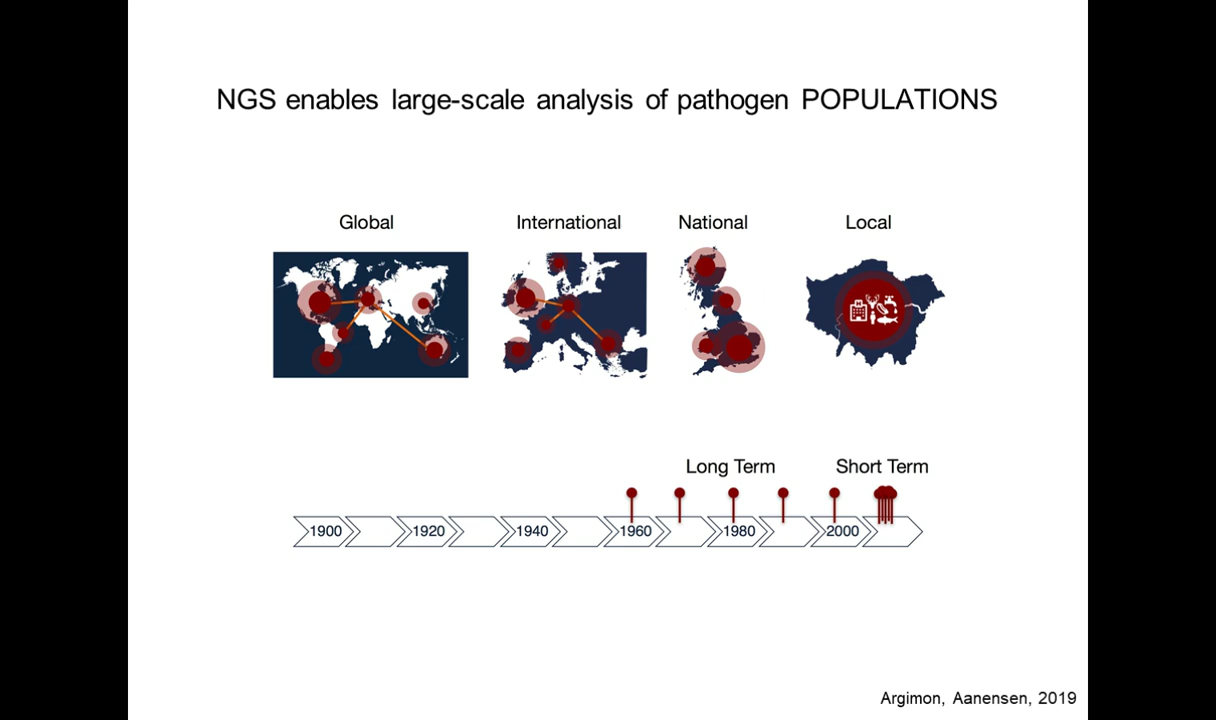 NGS enables large-scale analysis of pathogen POPULATIONS
Global
International
National
Local
Long Term
Short Term
1900
1920
1940
1960
1980
2000
Argimon, Aanensen, 2019